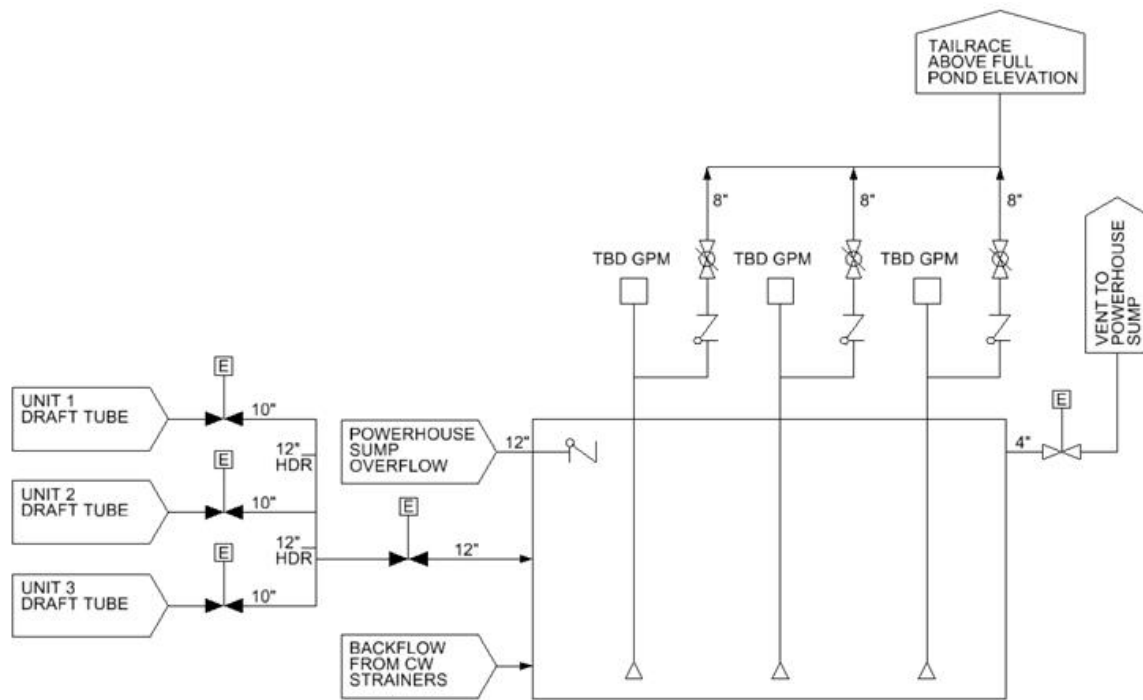 TAILRACE
ABOVE FULL
POND ELEVATION
8"
8"
8"
TBD GPM
TBD GPM
TBD GPM
VENT TO
POWERHOUSE
SUMP
E
UNIT 1
DRAFT TUBE
10"
12"
HDR
E
UNIT 2
DRAFT TUBE
10"
12"
HDR
E
UNIT 3
DRAFT TUBE
10"
POWERHOUSE
SUMP
OVERFLOW
12"
E
12"
BACKFLOW
FROM CW
STRAINERS
E
4"